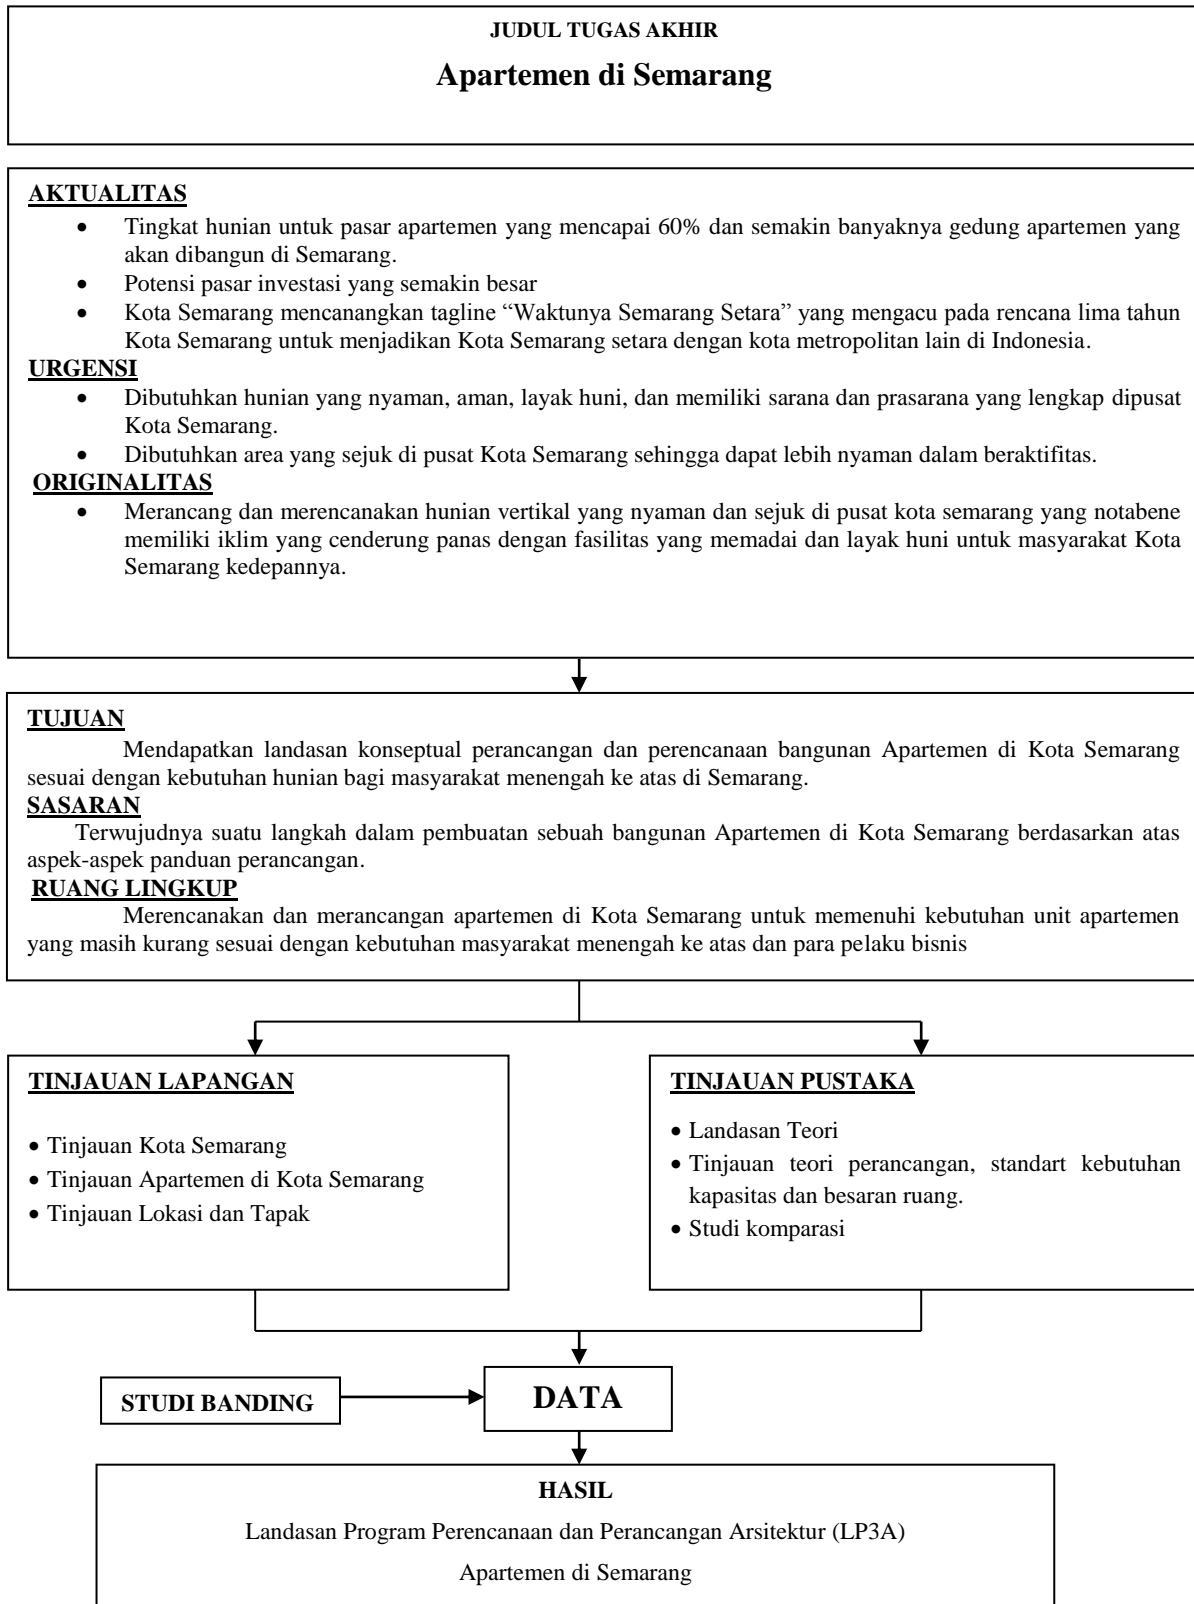 JUDUL TUGAS AKHIR
Apartemen di Semarang
AKTUALITAS
• Tingkat hunian untuk pasar apartemen yang mencapai 60% dan semakin banyaknya gedung apartemen yang
akan dibangun di Semarang.
• Potensi pasar investasi yang semakin besar
• Kota Semarang mencanangkan tagline “Waktunya Semarang Setara” yang mengacu pada rencana lima tahun
Kota Semarang untuk menjadikan Kota Semarang setara dengan kota metropolitan lain di Indonesia.
URGENSI
• Dibutuhkan hunian yang nyaman, aman, layak huni, dan memiliki sarana dan prasarana yang lengkap dipusat
Kota Semarang.
• Dibutuhkan area yang sejuk di pusat Kota Semarang sehingga dapat lebih nyaman dalam beraktifitas.
ORIGINALITAS
• Merancang dan merencanakan hunian vertikal yang nyaman dan sejuk di pusat kota semarang yang notabene
memiliki iklim yang cenderung panas dengan fasilitas yang memadai dan layak huni untuk masyarakat Kota
Semarang kedepannya.
TUJUAN
Mendapatkan landasan konseptual perancangan dan perencanaan bangunan Apartemen di Kota Semarang
sesuai dengan kebutuhan hunian bagi masyarakat menengah ke atas di Semarang.
SASARAN
Terwujudnya suatu langkah dalam pembuatan sebuah bangunan Apartemen di Kota Semarang berdasarkan atas
aspek-aspek panduan perancangan.
RUANG LINGKUP
Merencanakan dan merancangan apartemen di Kota Semarang untuk memenuhi kebutuhan unit apartemen
yang masih kurang sesuai dengan kebutuhan masyarakat menengah ke atas dan para pelaku bisnis
TINJAUAN LAPANGAN
• Tinjauan Kota Semarang
• Tinjauan Apartemen di Kota Semarang
• Tinjauan Lokasi dan Tapak
TINJAUAN PUSTAKA
• Landasan Teori
• Tinjauan teori perancangan, standart kebutuhan
kapasitas dan besaran ruang.
• Studi komparasi
STUDI BANDING
DATA
HASIL
Landasan Program Perencanaan dan Perancangan Arsitektur (LP3A)
Apartemen di Semarang